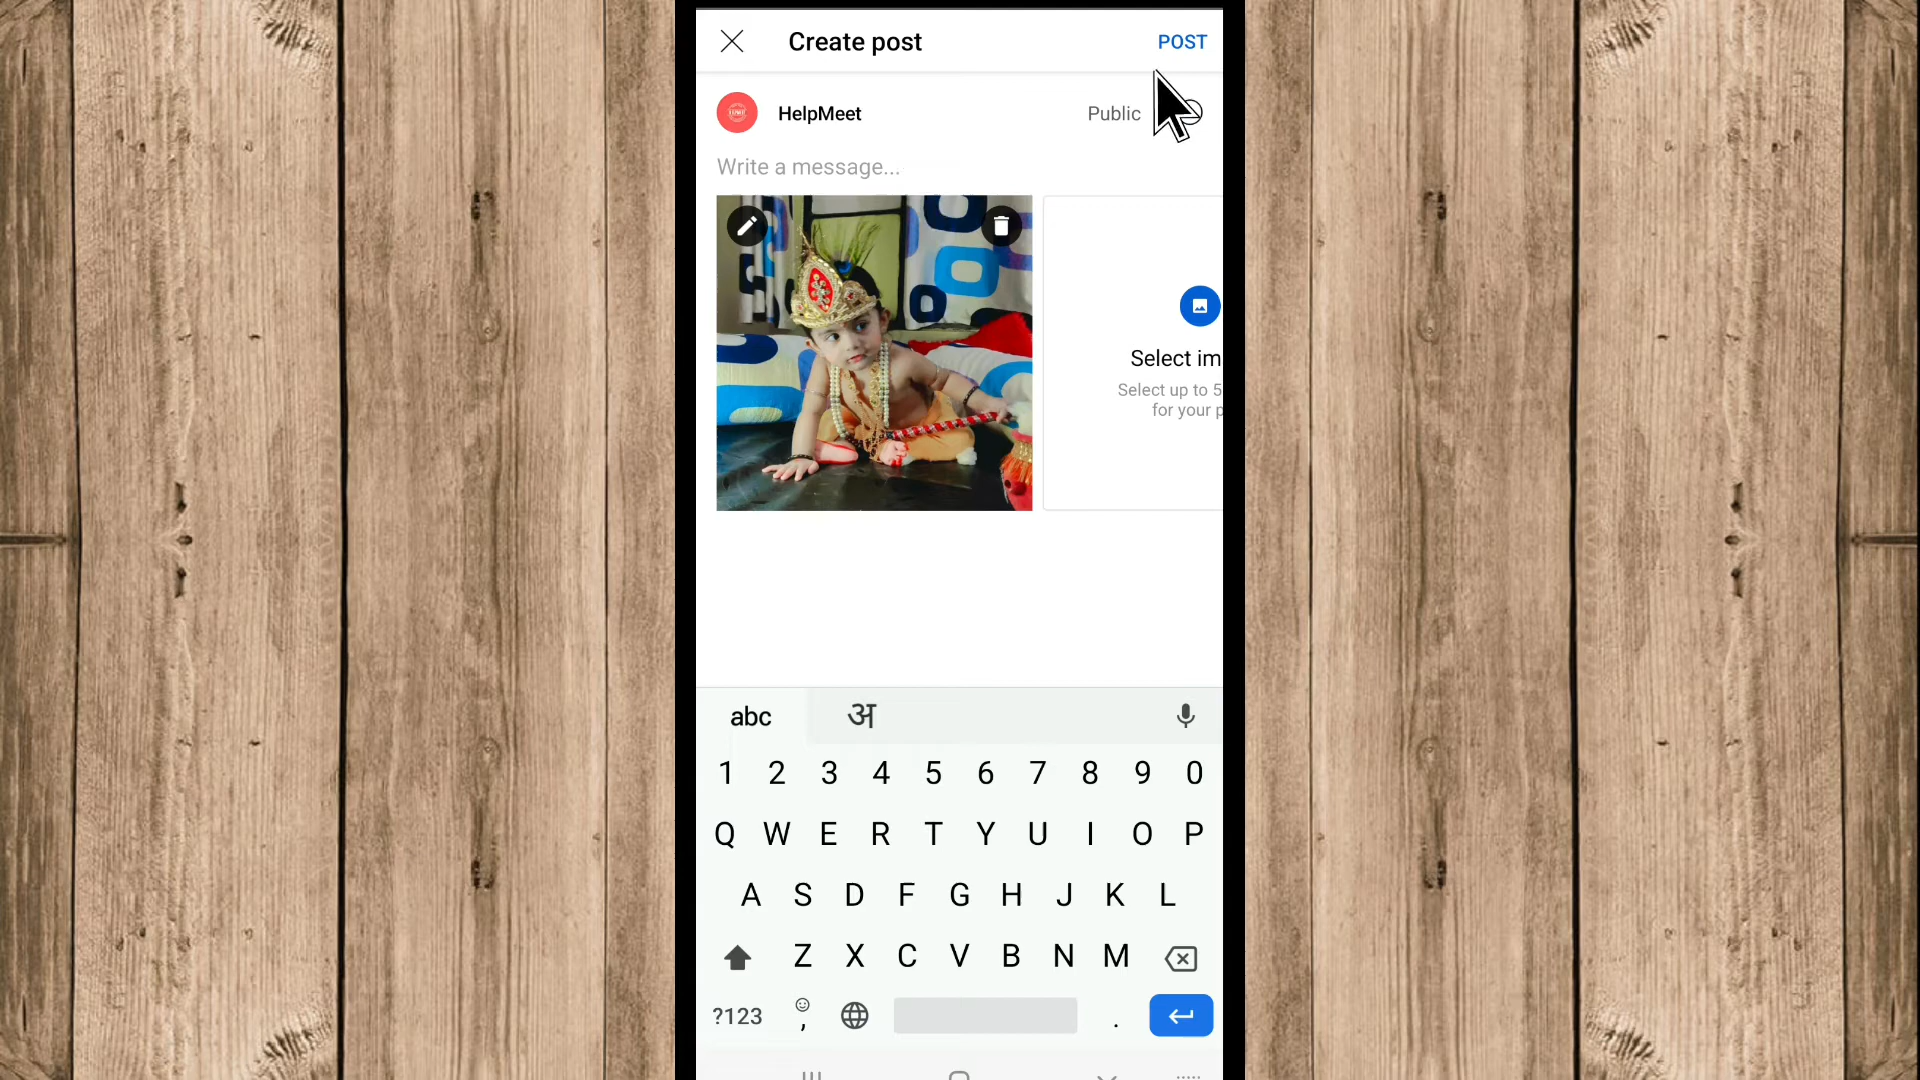 Create post
POST
HelpMeet
Public
Write a message...
Select im
Select up to 5
for your p
abc
अ
1 2 3 4 5 6 7 8 9 0
Q W E R T Y U I O P
A S D F G H J K L
Z X C V B N M
?123 , .